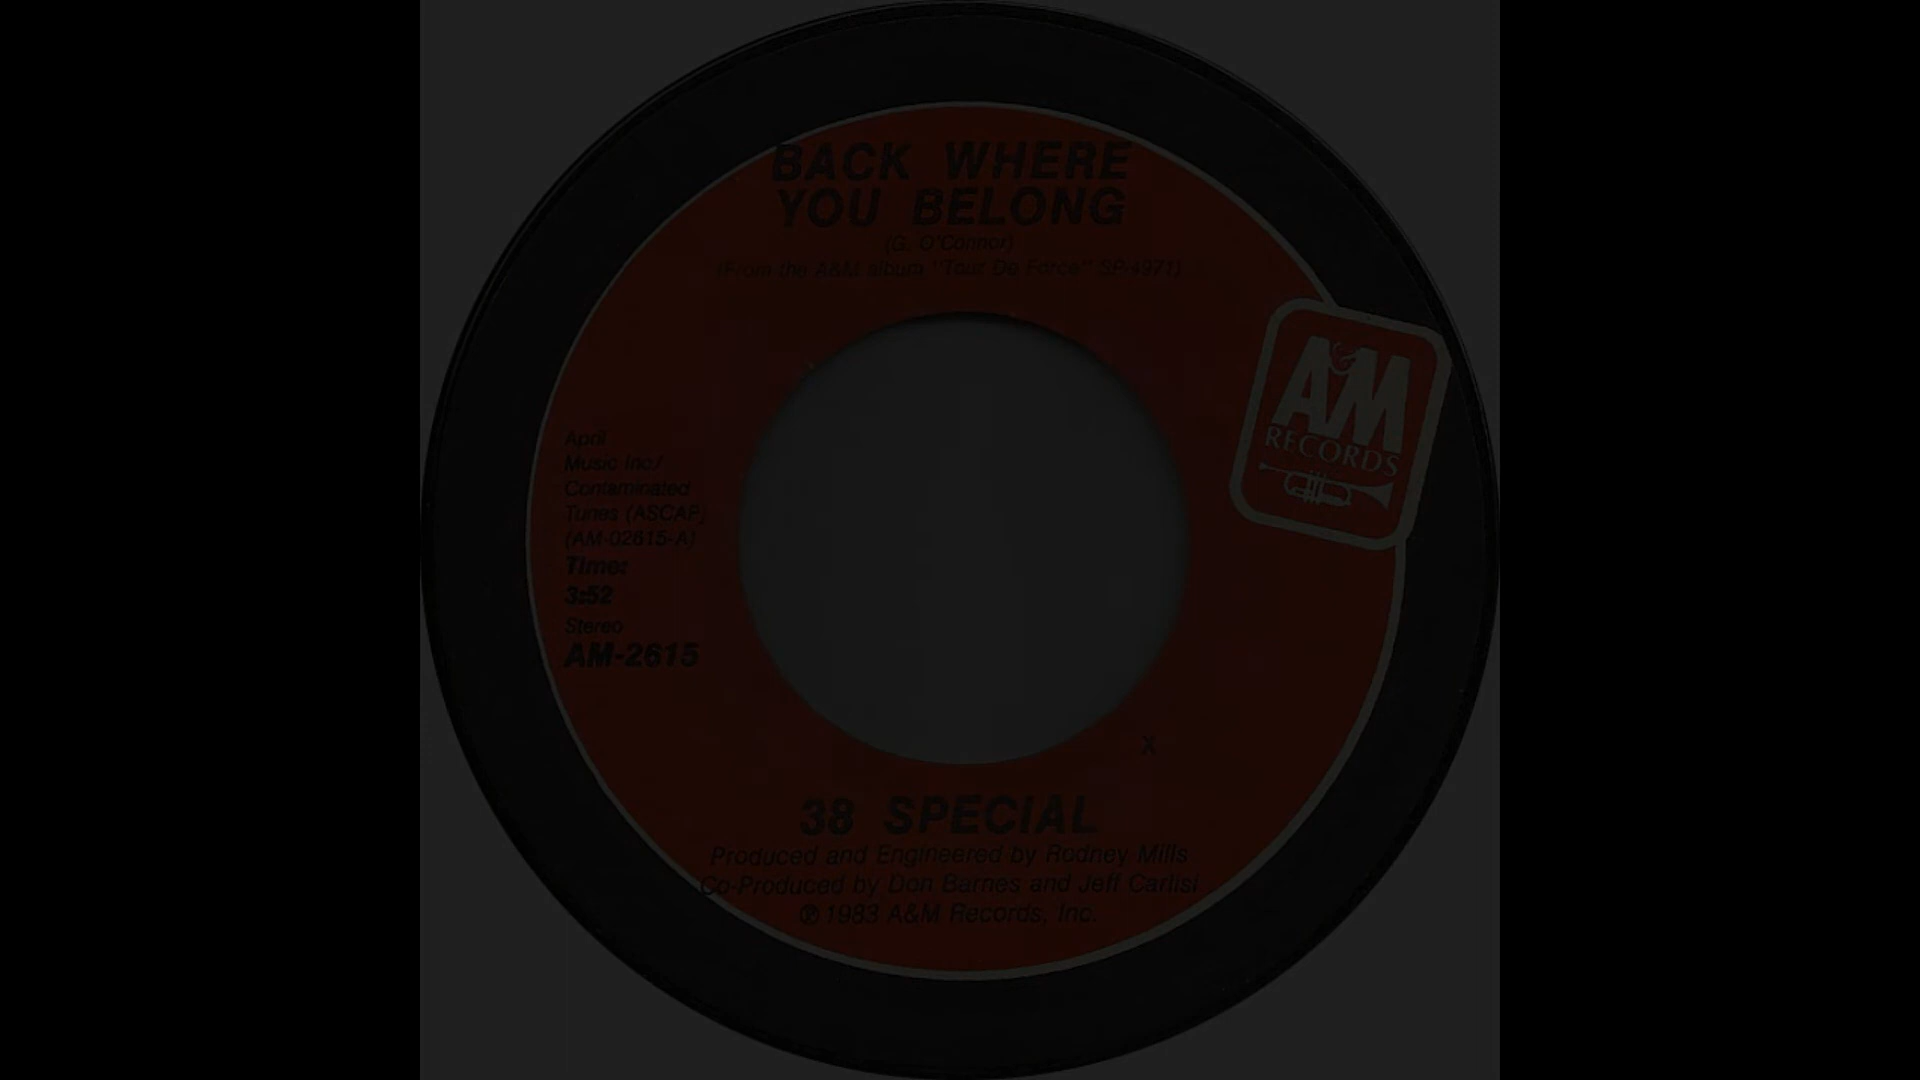 BACK WHERE
YOU BELONG
(G. O'Connor)
(From the A&M album "Tour De Force" SP-4971)
A&M
RECORDS
April
Music Inc./
Contaminated
Tunes (ASCAP)
(AM-02615-A)
Time:
3:52
Stereo
AM-2615
X
38 SPECIAL
Produced and Engineered by Rodney Mills
Co-Produced by Don Barnes and Jeff Carlisi
℗ 1983 A&M Records, Inc.